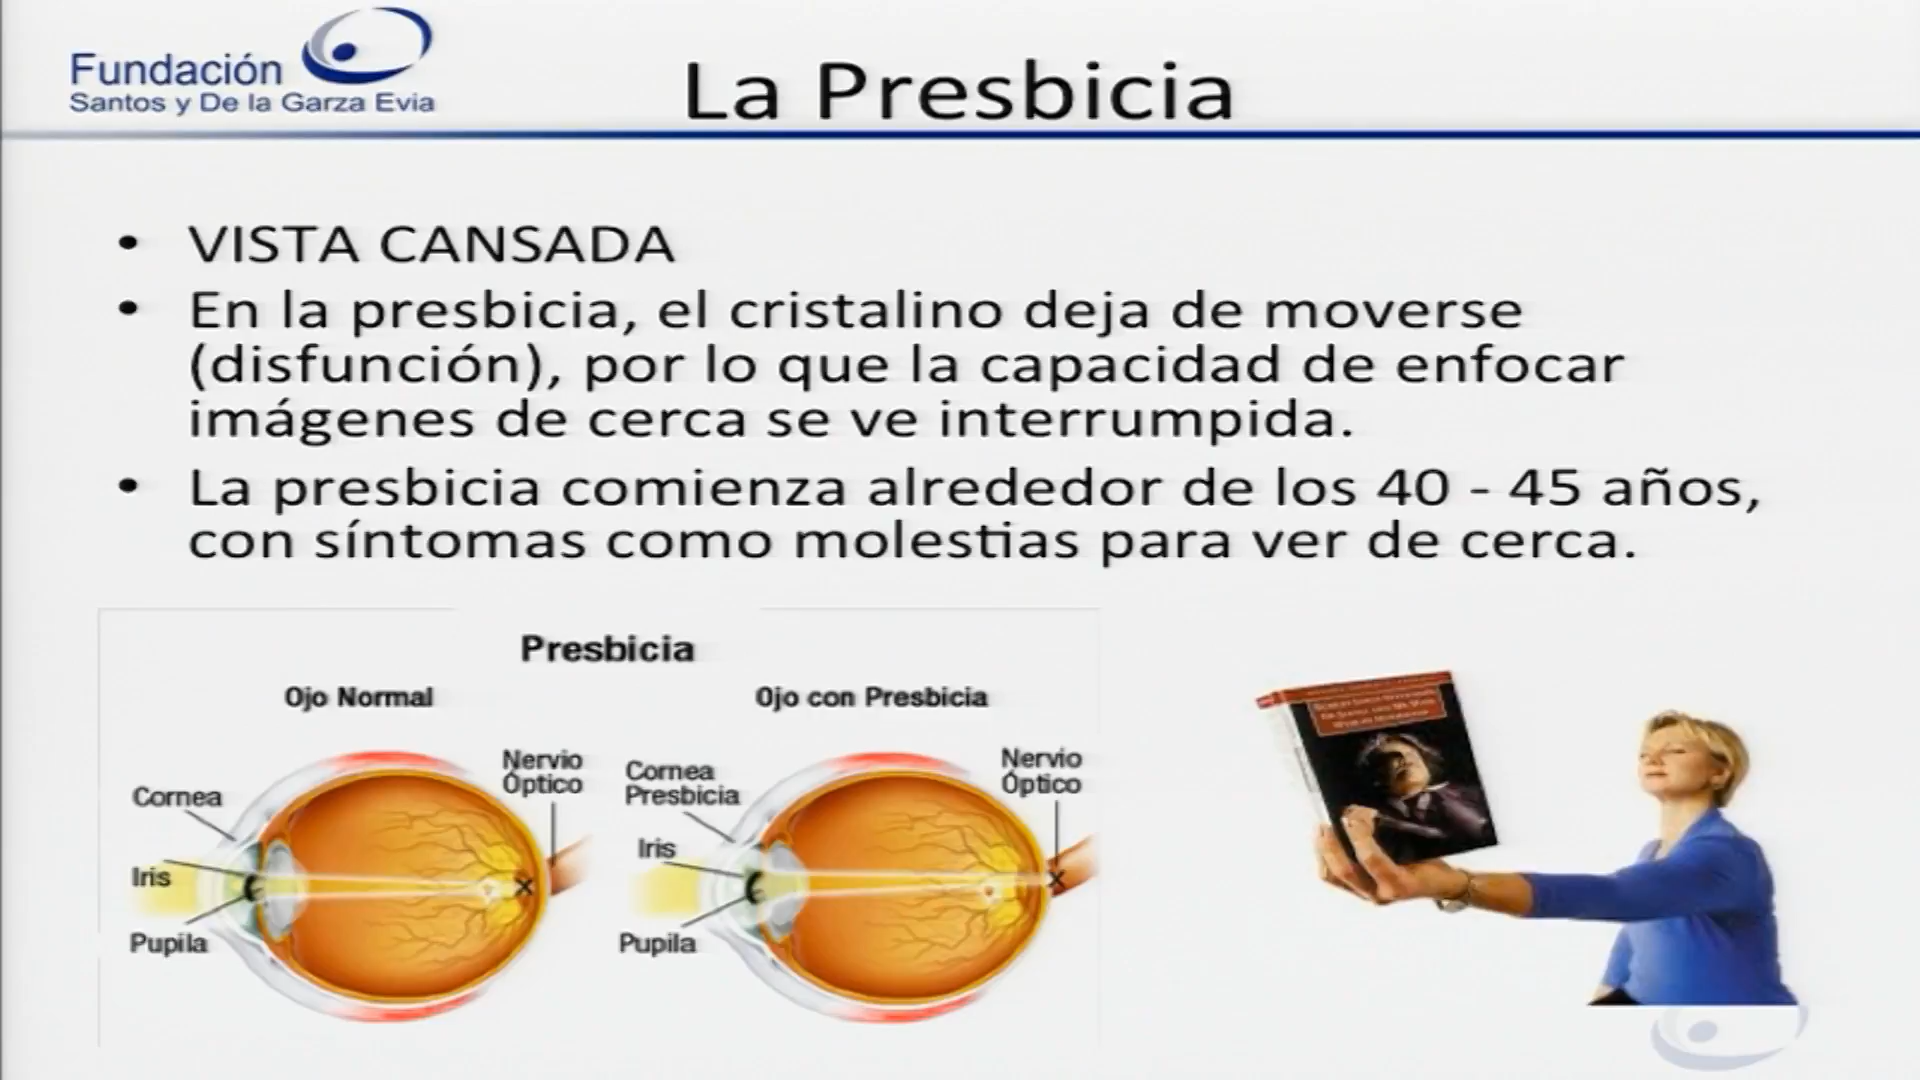 Fundación
Santos y De la Garza Evia
La Presbicia
• VISTA CANSADA
• En la presbicia, el cristalino deja de moverse
(disfunción), por lo que la capacidad de enfocar
imágenes de cerca se ve interrumpida.
• La presbicia comienza alrededor de los 40 - 45 años,
con síntomas como molestias para ver de cerca.
Presbicia
Ojo Normal
Cornea
Iris
Pupila
Nervio
Óptico
Ojo con Presbicia
Cornea
Presbicia
Iris
Pupila
Nervio
Óptico